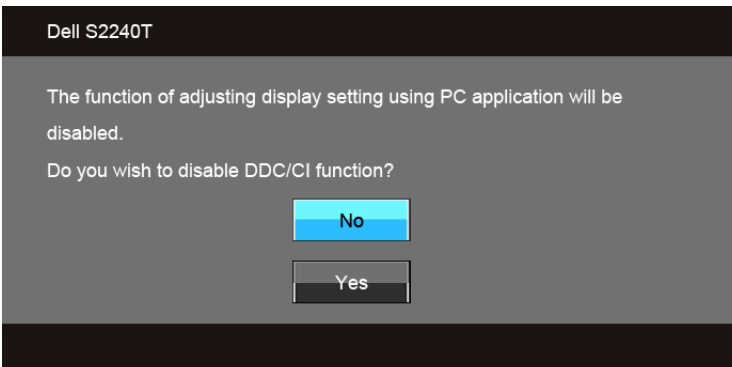 Dell S2240T
The function of adjusting display setting using PC application will be
disabled.
Do you wish to disable DDC/CI function?
No
Yes